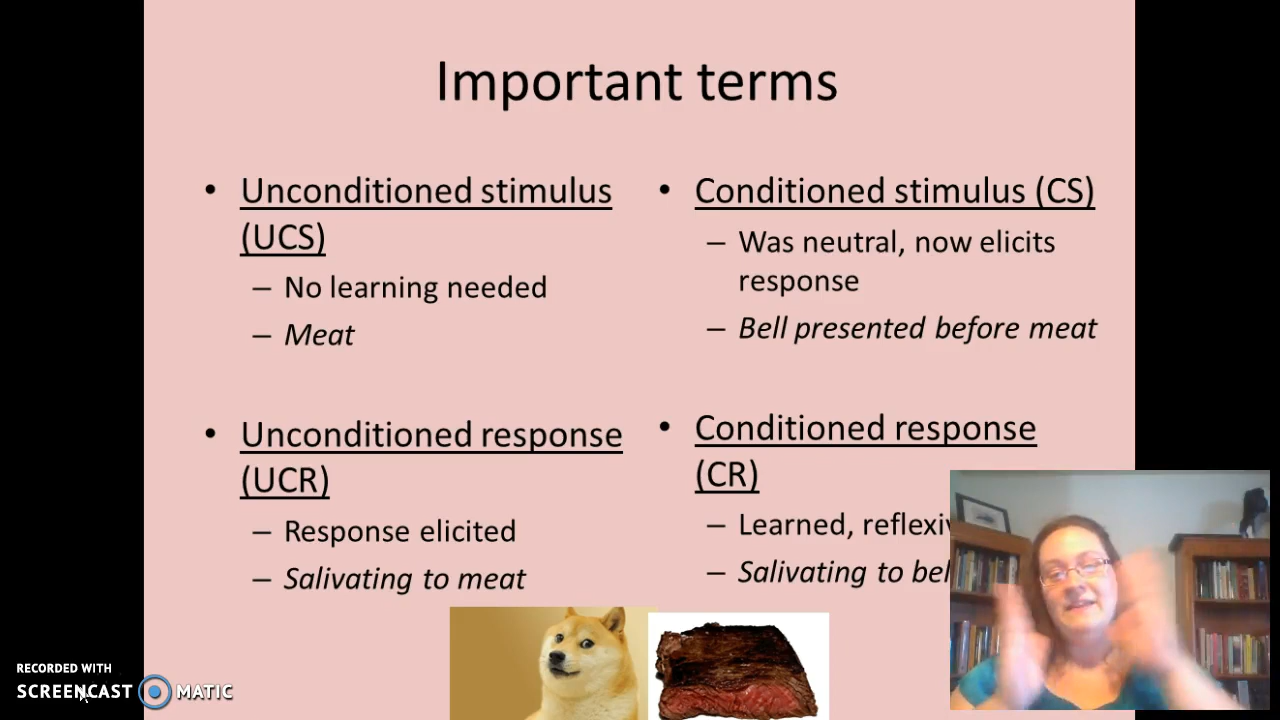 Important terms
• Unconditioned stimulus
(UCS)
– No learning needed
– Meat
• Unconditioned response
(UCR)
– Response elicited
– Salivating to meat
• Conditioned stimulus (CS)
– Was neutral, now elicits
response
– Bell presented before meat
• Conditioned response
(CR)
– Learned,
– Salivating to
RECORDED WITH
SCREENCAST MATIC